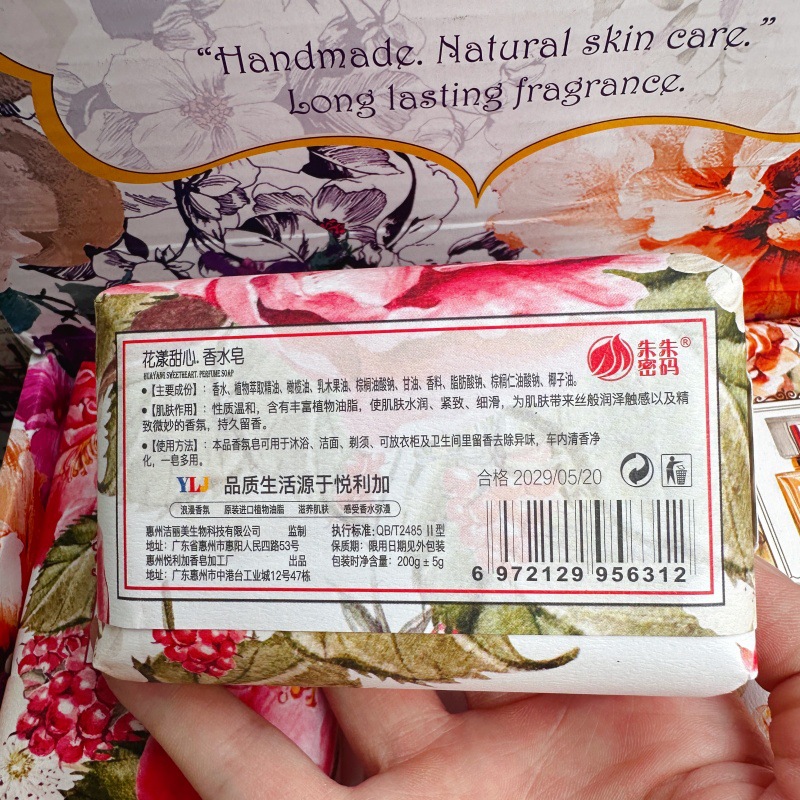 “Handmade. Natural skin care.”
Long lasting fragrance.
花漾甜心.香水皂
HUAYANG SWEETHEART. PERFUME SOAP
朱朱®
密码
•【主要成份】：香水、植物萃取精油、橄榄油、乳木果油、棕榈油酸钠、甘油、香料、脂肪酸钠、棕榈仁油酸钠、椰子油。
•【肌肤作用】：性质温和，含有丰富植物油脂，使肌肤水润、紧致、细滑，为肌肤带来丝般润泽触感以及精
致微妙的香氛，持久留香。
•【使用方法】：本品香氛皂可用于沐浴、洁面、剃须、可放衣柜及卫生间里留香去除异味，车内清香净
化，一皂多用。
YLJ 品质生活源于悦利加
合格 2029/05/20
浪漫香氛 原装进口植物油脂 滋养肌肤 感受香水弥漫
惠州洁丽美生物科技有限公司 监制
地址：广东省惠州市惠阳人民四路53号
惠州悦利加香皂加工厂 出品
地址：广东惠州市中港台工业城12号47栋
执行标准：QB/T2485 II型
保质期：限用日期见外包装
包装时净含量：200g±5g
6 972129 956312